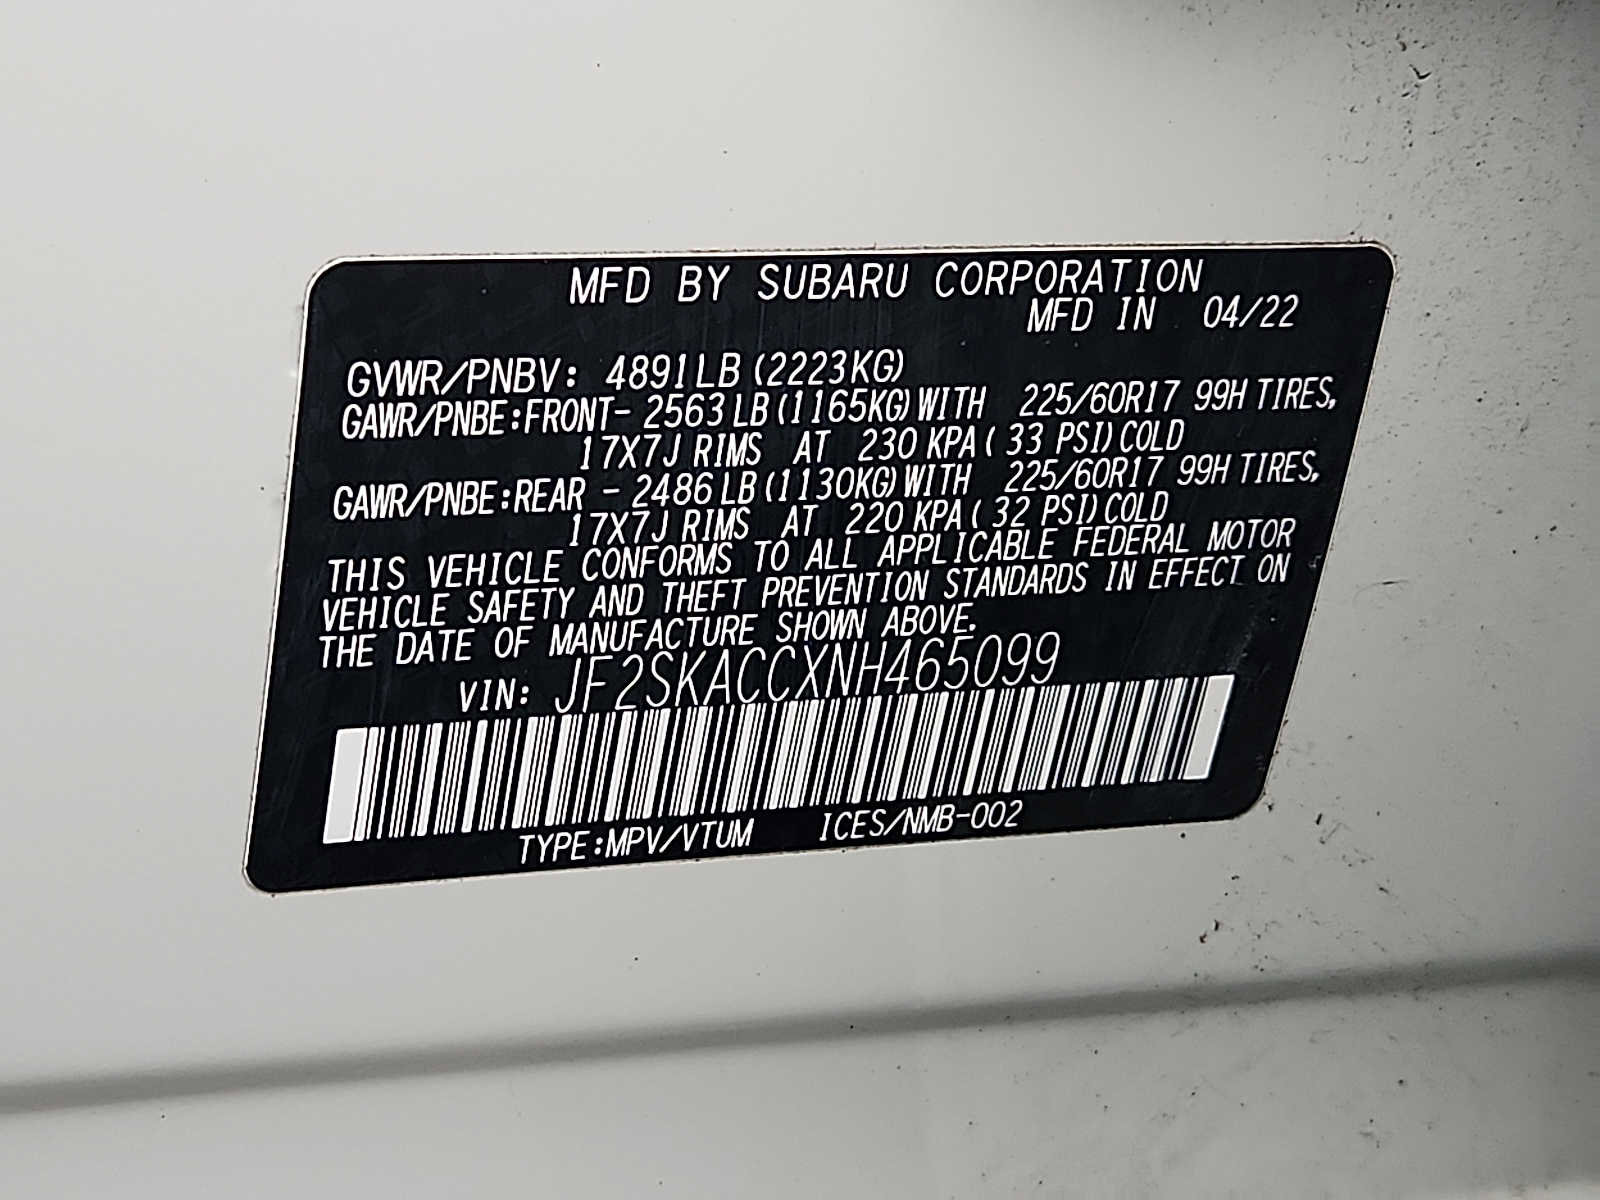 MFD BY SUBARU CORPORATION
MFD IN 04/22
GVWR/PNBV: 4891LB (2223KG)
GAWR/PNBE:FRONT- 2563 LB (1165KG) WITH 225/60R17 99H TIRES,
17X7J RIMS AT 230 KPA ( 33 PSI) COLD
GAWR/PNBE:REAR - 2486 LB (1130KG) WITH 225/60R17 99H TIRES,
17X7J RIMS AT 220 KPA ( 32 PSI) COLD
THIS VEHICLE CONFORMS TO ALL APPLICABLE FEDERAL MOTOR
VEHICLE SAFETY AND THEFT PREVENTION STANDARDS IN EFFECT ON
THE DATE OF MANUFACTURE SHOWN ABOVE.
VIN: JF2SKACCXNH465099
TYPE:MPV/VTUM ICES/NMB-002